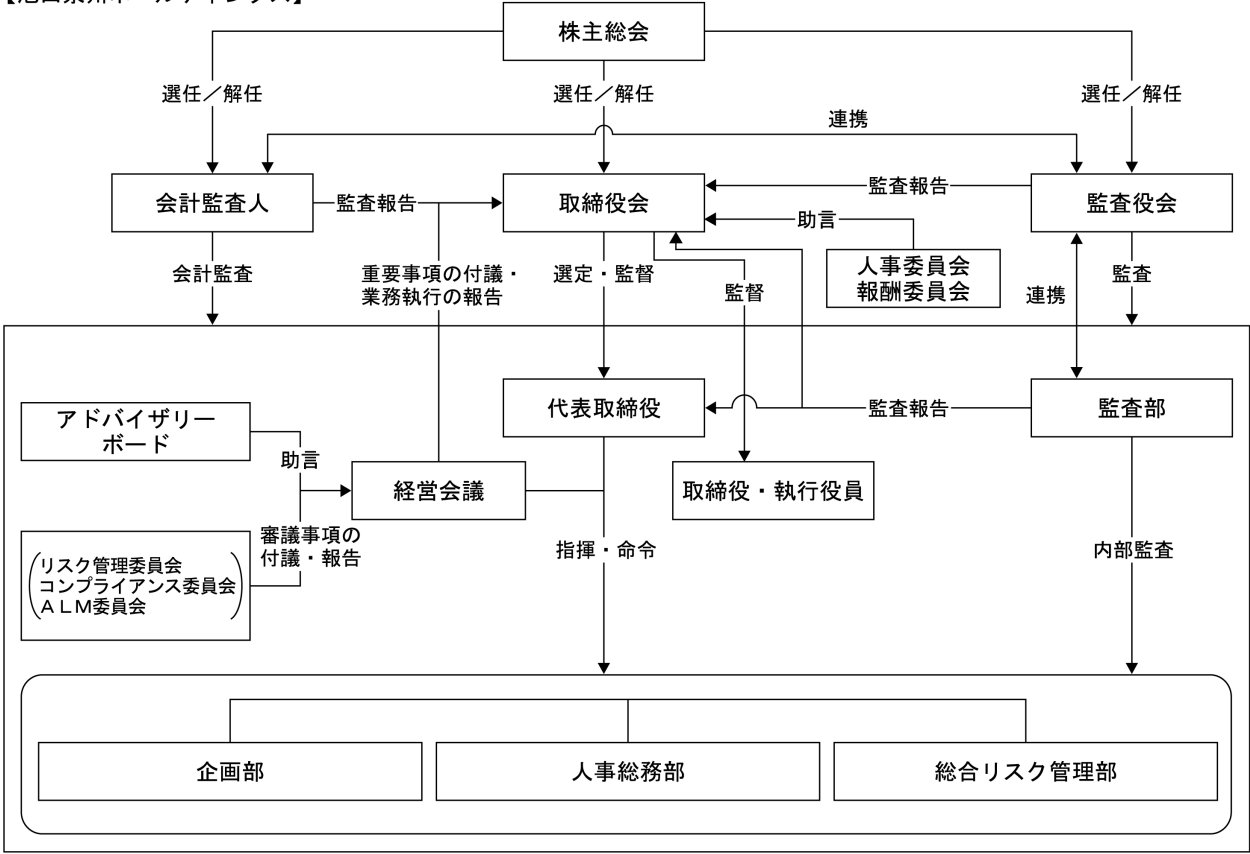 株主総会
選任／解任
選任／解任
選任／解任
連携
会計監査人
監査報告
取締役会
監査報告
監査役会
助言
人事委員会
報酬委員会
会計監査
重要事項の付議・
業務執行の報告
選定・監督
監督
連携
監査
代表取締役
監査報告
監査部
アドバイザリー
ボード
助言
経営会議
取締役・執行役員
審議事項の
付議・報告
リスク管理委員会
コンプライアンス委員会
ＡＬＭ委員会
指揮・命令
内部監査
企画部
人事総務部
総合リスク管理部